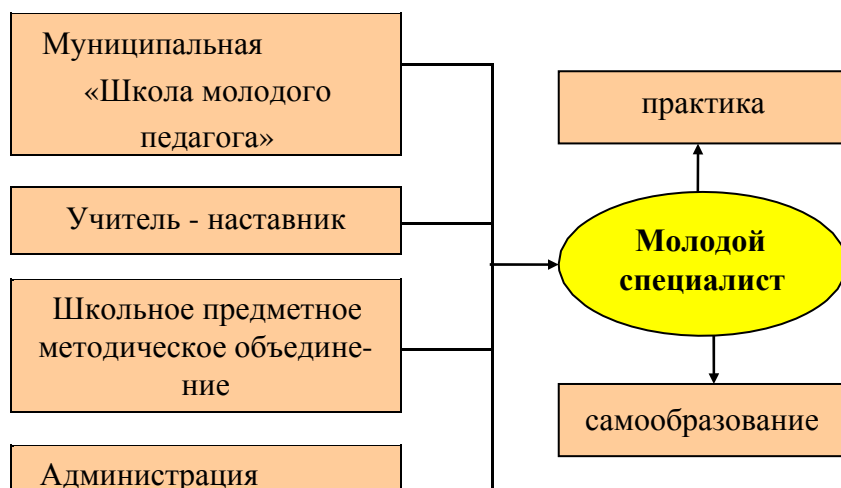 Муниципальная
«Школа молодого
педагога»
Учитель - наставник
Школьное предметное
методическое объедине-
ние
Администрация
практика
Молодой
специалист
самообразование